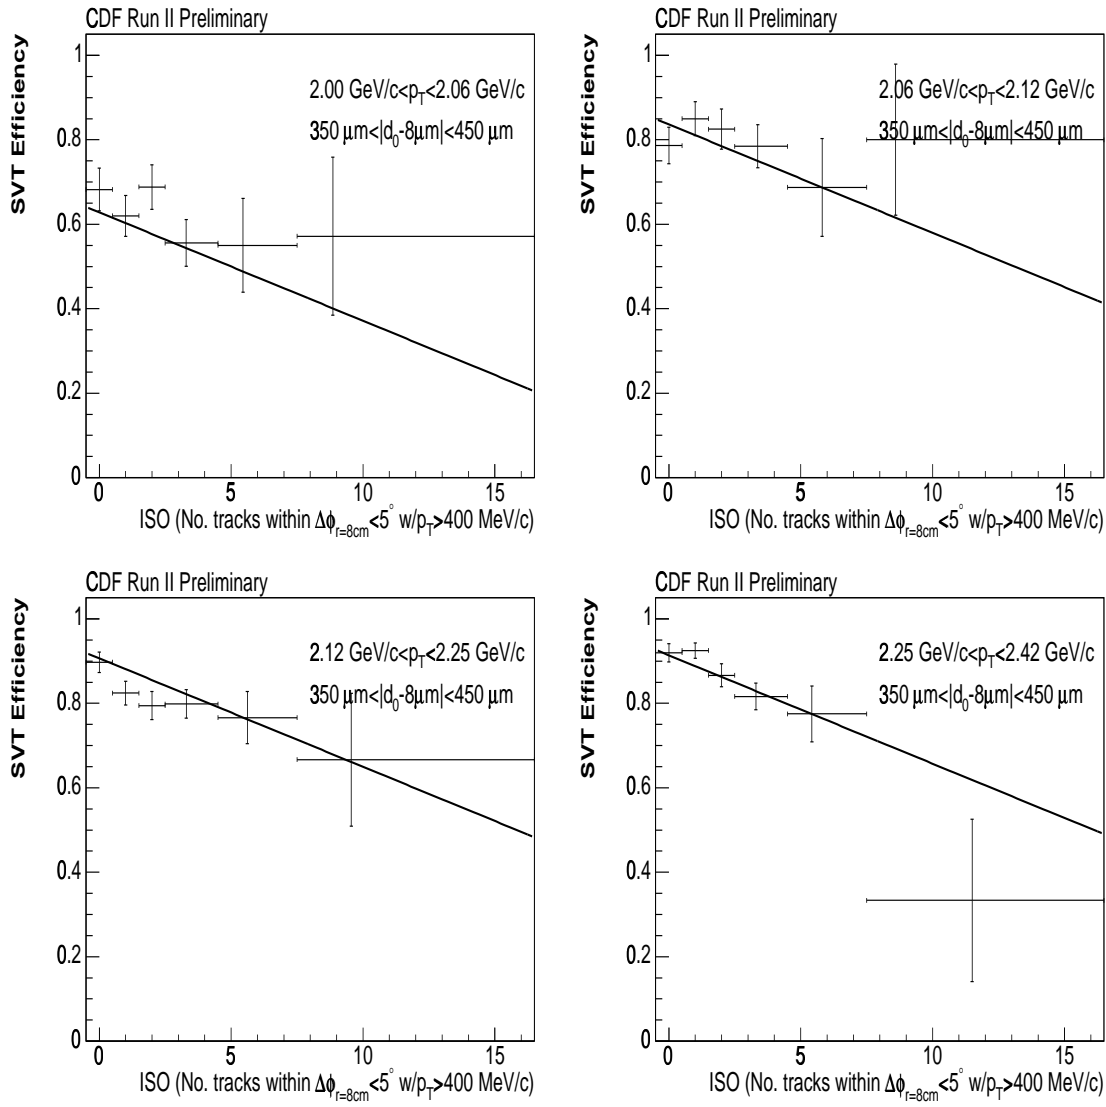 CDF Run II Preliminary
SVT Efficiency
2.00 GeV/c<p_T<2.06 GeV/c
350 μm<|d_0-8μm|<450 μm
1
0.8
0.6
0.4
0.2
0
0 5 10 15
ISO (No. tracks within Δϕ_r=8cm<5° w/p_T>400 MeV/c)
CDF Run II Preliminary
SVT Efficiency
2.06 GeV/c<p_T<2.12 GeV/c
350 μm<|d_0-8μm|<450 μm
1
0.8
0.6
0.4
0.2
0
0 5 10 15
ISO (No. tracks within Δϕ_r=8cm<5° w/p_T>400 MeV/c)
CDF Run II Preliminary
SVT Efficiency
2.12 GeV/c<p_T<2.25 GeV/c
350 μm<|d_0-8μm|<450 μm
1
0.8
0.6
0.4
0.2
0
0 5 10 15
ISO (No. tracks within Δϕ_r=8cm<5° w/p_T>400 MeV/c)
CDF Run II Preliminary
SVT Efficiency
2.25 GeV/c<p_T<2.42 GeV/c
350 μm<|d_0-8μm|<450 μm
1
0.8
0.6
0.4
0.2
0
0 5 10 15
ISO (No. tracks within Δϕ_r=8cm<5° w/p_T>400 MeV/c)